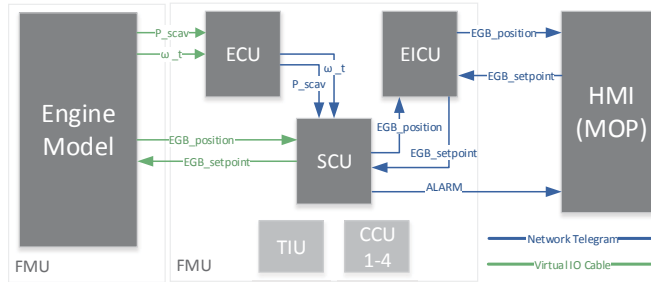 P_scav
ω_t
Engine
Model
ECU
ω_t
P_scav
EICU
EGB_position
EGB_setpoint
HMI
(MOP)
EGB_position
EGB_setpoint
SCU
EGB_position
EGB_setpoint
ALARM
TIU
CCU
1-4
FMU
FMU
Network Telegram
Virtual IO Cable